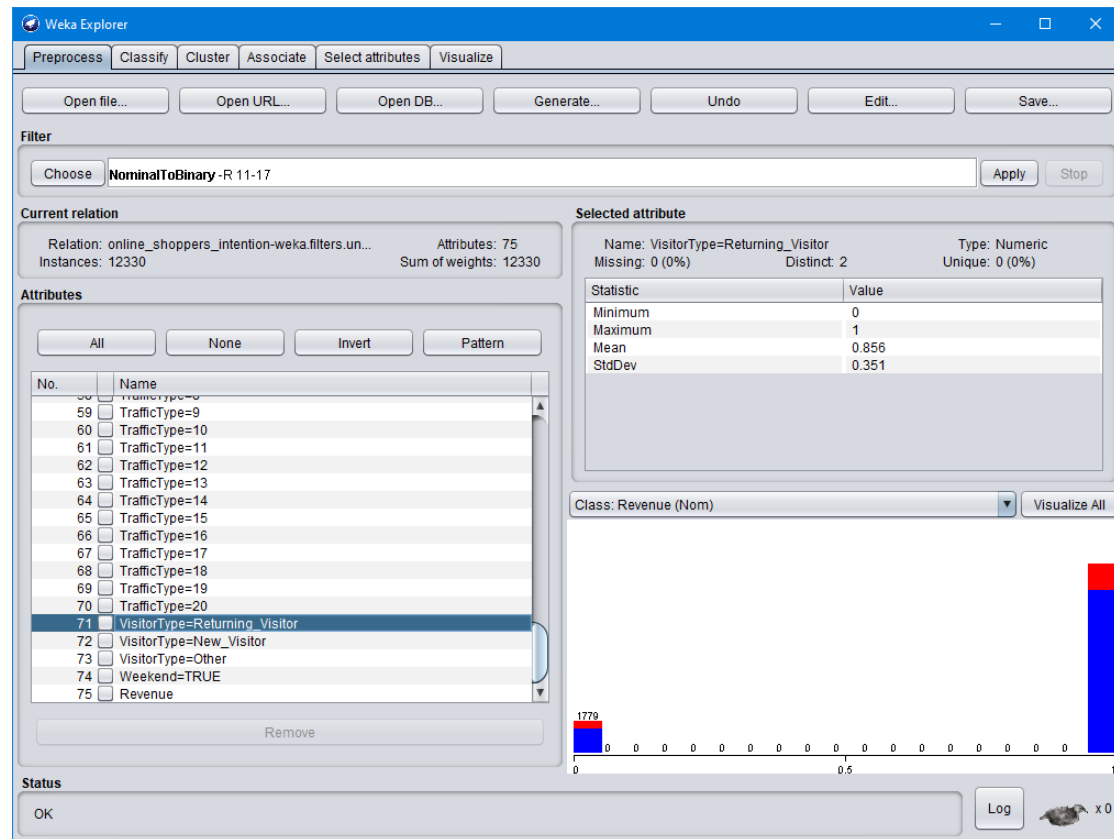 Weka Explorer
Preprocess Classify Cluster Associate Select attributes Visualize
Open file... Open URL... Open DB... Generate... Undo Edit... Save...
Filter
Choose NominalToBinary -R 11-17 Apply Stop
Current relation
Relation: online_shoppers_intention-weka.filters.un... Attributes: 75
Instances: 12330 Sum of weights: 12330
Attributes
All None Invert Pattern
No. Name
59 TrafficType=9
60 TrafficType=10
61 TrafficType=11
62 TrafficType=12
63 TrafficType=13
64 TrafficType=14
65 TrafficType=15
66 TrafficType=16
67 TrafficType=17
68 TrafficType=18
69 TrafficType=19
70 TrafficType=20
71 VisitorType=Returning_Visitor
72 VisitorType=New_Visitor
73 VisitorType=Other
74 Weekend=TRUE
75 Revenue
Remove
Selected attribute
Name: VisitorType=Returning_Visitor Type: Numeric
Missing: 0 (0%) Distinct: 2 Unique: 0 (0%)
Statistic Value
Minimum 0
Maximum 1
Mean 0.856
StdDev 0.351
Class: Revenue (Nom) Visualize All
1779
0 0 0 0 0 0 0 0 0 0 0 0 0 0 0 0 0
0 0.5 1
Status
OK
Log x 0